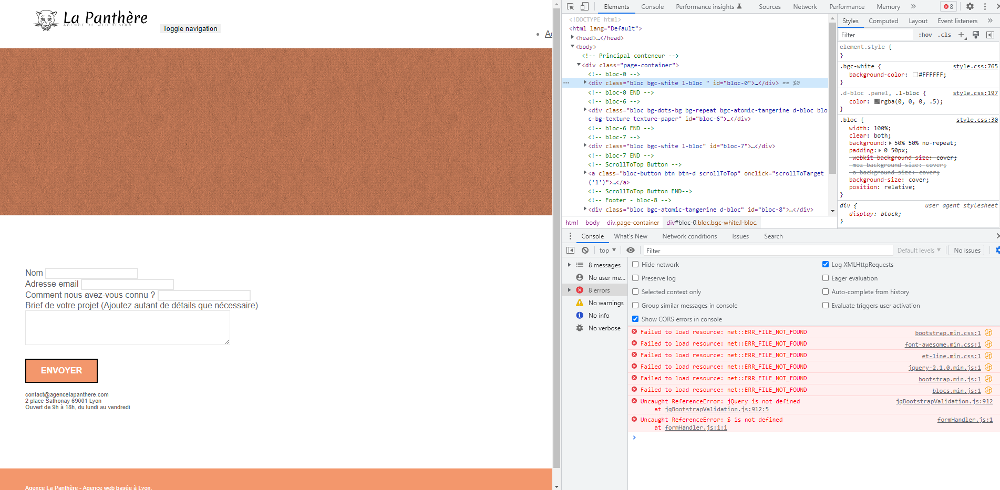 La Panthère
AGENCE DE WEB DESIGN
Toggle navigation
Nom
Adresse email
Comment nous avez-vous connu ?
Brief de votre projet (Ajoutez autant de détails que nécessaire)
ENVOYER
contact@agencelapanthere.com
2 place Sathonay 69001 Lyon
Ouvert de 9h à 18h, du lundi au vendredi
Agence La Panthère - Agence web basée à Lyon.
Elements Console Performance insights Sources Network Performance Memory » 8
<!DOCTYPE html>
<html lang="Default">
<head>…</head>
<body>
<!-- Principal conteneur -->
<div class="page-container">
<!-- bloc-0 -->
<div class="bloc bgc-white l-bloc " id="bloc-0">…</div> == $0
<!-- bloc-0 END -->
<!-- bloc-6 -->
<div class="bloc bg-dots-bg bg-repeat bgc-atomic-tangerine d-bloc blo
c-bg-texture texture-paper" id="bloc-6">…</div>
<!-- bloc-6 END -->
<!-- bloc-7 -->
<div class="bloc bgc-white l-bloc" id="bloc-7">…</div>
<!-- bloc-7 END -->
<!-- ScrollToTop Button -->
<a class="bloc-button btn btn-d scrollToTop" onclick="scrollToTarget
('1')">…</a>
<!-- ScrollToTop Button END-->
<!-- Footer - bloc-8 -->
<div class="bloc bgc-atomic-tangerine d-bloc" id="bloc-8">…</div>
html body div.page-container div#bloc-0.bloc.bgc-white.l-bloc.
Styles Computed Layout Event listeners »
Filter :hov .cls +
element.style {
}
.bgc-white { style.css:765
background-color: #FFFFFF;
}
.d-bloc .panel, .l-bloc { style.css:197
color: rgba(0, 0, 0, .5);
}
.bloc { style.css:30
width: 100%;
clear: both;
background: 50% 50% no-repeat;
padding: 0 50px;
-webkit-background-size: cover;
-moz-background-size: cover;
-o-background-size: cover;
background-size: cover;
position: relative;
}
div { user agent stylesheet
display: block;
}
Console What's New Network conditions Issues Search
top Filter Default levels No issues
8 messages
No user me...
8 errors
No warnings
No info
No verbose
Hide network Log XMLHttpRequests
Preserve log Eager evaluation
Selected context only Auto-complete from history
Group similar messages in console Evaluate triggers user activation
Show CORS errors in console
Failed to load resource: net::ERR_FILE_NOT_FOUND bootstrap.min.css:1
Failed to load resource: net::ERR_FILE_NOT_FOUND font-awesome.min.css:1
Failed to load resource: net::ERR_FILE_NOT_FOUND et-line.min.css:1
Failed to load resource: net::ERR_FILE_NOT_FOUND jquery-2.1.0.min.js:1
Failed to load resource: net::ERR_FILE_NOT_FOUND bootstrap.min.js:1
Failed to load resource: net::ERR_FILE_NOT_FOUND blocs.min.js:1
Uncaught ReferenceError: jQuery is not defined jqBootstrapValidation.js:912
at jqBootstrapValidation.js:912:5
Uncaught ReferenceError: $ is not defined formHandler.js:1
at formHandler.js:1:1